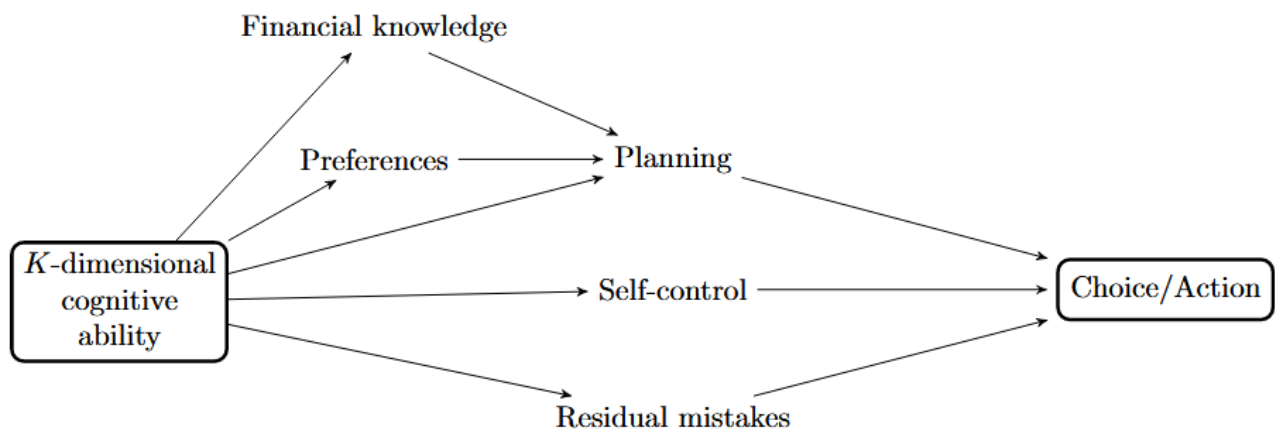 Financial knowledge
Preferences
Planning
K-dimensional
cognitive
ability
Self-control
Choice/Action
Residual mistakes